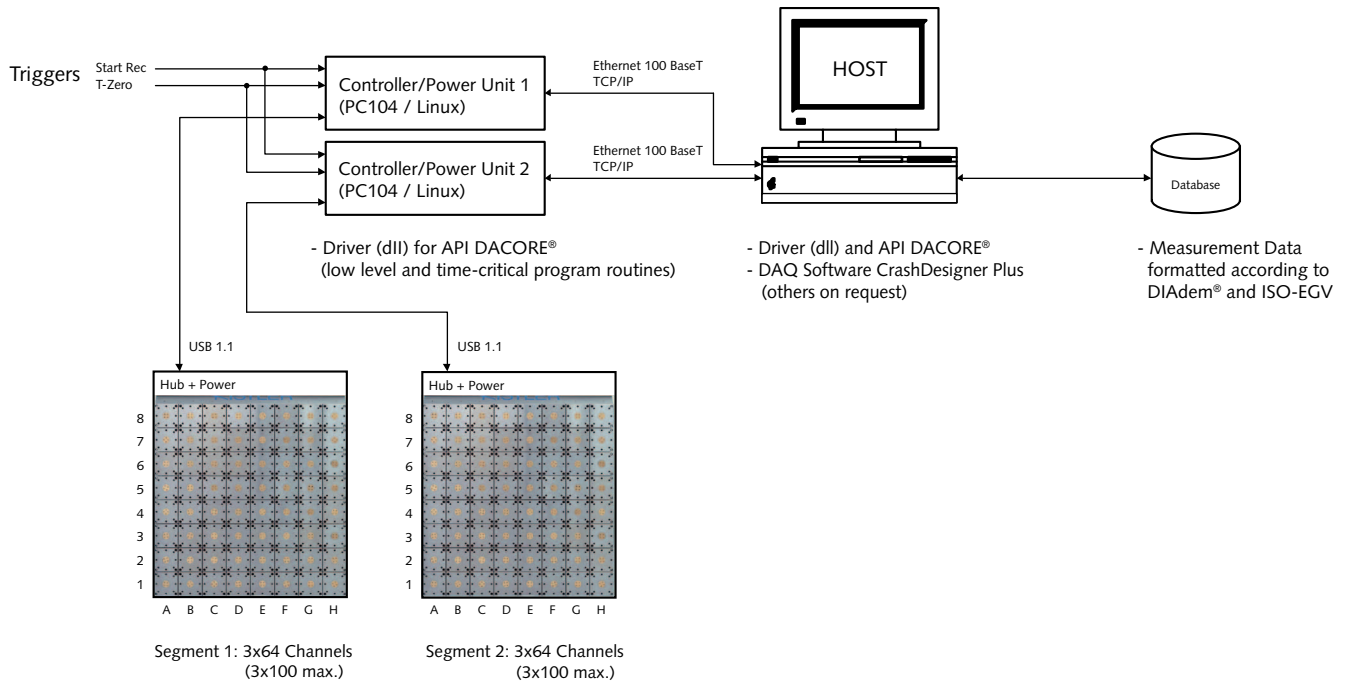 Triggers
Start Rec
T-Zero
Controller/Power Unit 1
(PC104 / Linux)
Ethernet 100 BaseT
TCP/IP
HOST
Controller/Power Unit 2
(PC104 / Linux)
Ethernet 100 BaseT
TCP/IP
Database
- Driver (dll) for API DACORE®
(low level and time-critical program routines)
- Driver (dll) and API DACORE®
- DAQ Software CrashDesigner Plus
(others on request)
- Measurement Data
formatted according to
DIAdem® and ISO-EGV
USB 1.1
USB 1.1
Hub + Power
8
7
6
5
4
3
2
1
A B C D E F G H
Segment 1: 3x64 Channels
(3x100 max.)
Hub + Power
8
7
6
5
4
3
2
1
A B C D E F G H
Segment 2: 3x64 Channels
(3x100 max.)